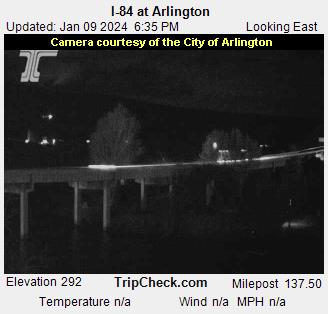 I-84 at Arlington
Updated: Jan 09 2024 6:35 PM Looking East
Camera courtesy of the City of Arlington
Elevation 292 TripCheck.com Milepost 137.50
Temperature n/a Wind n/a MPH n/a